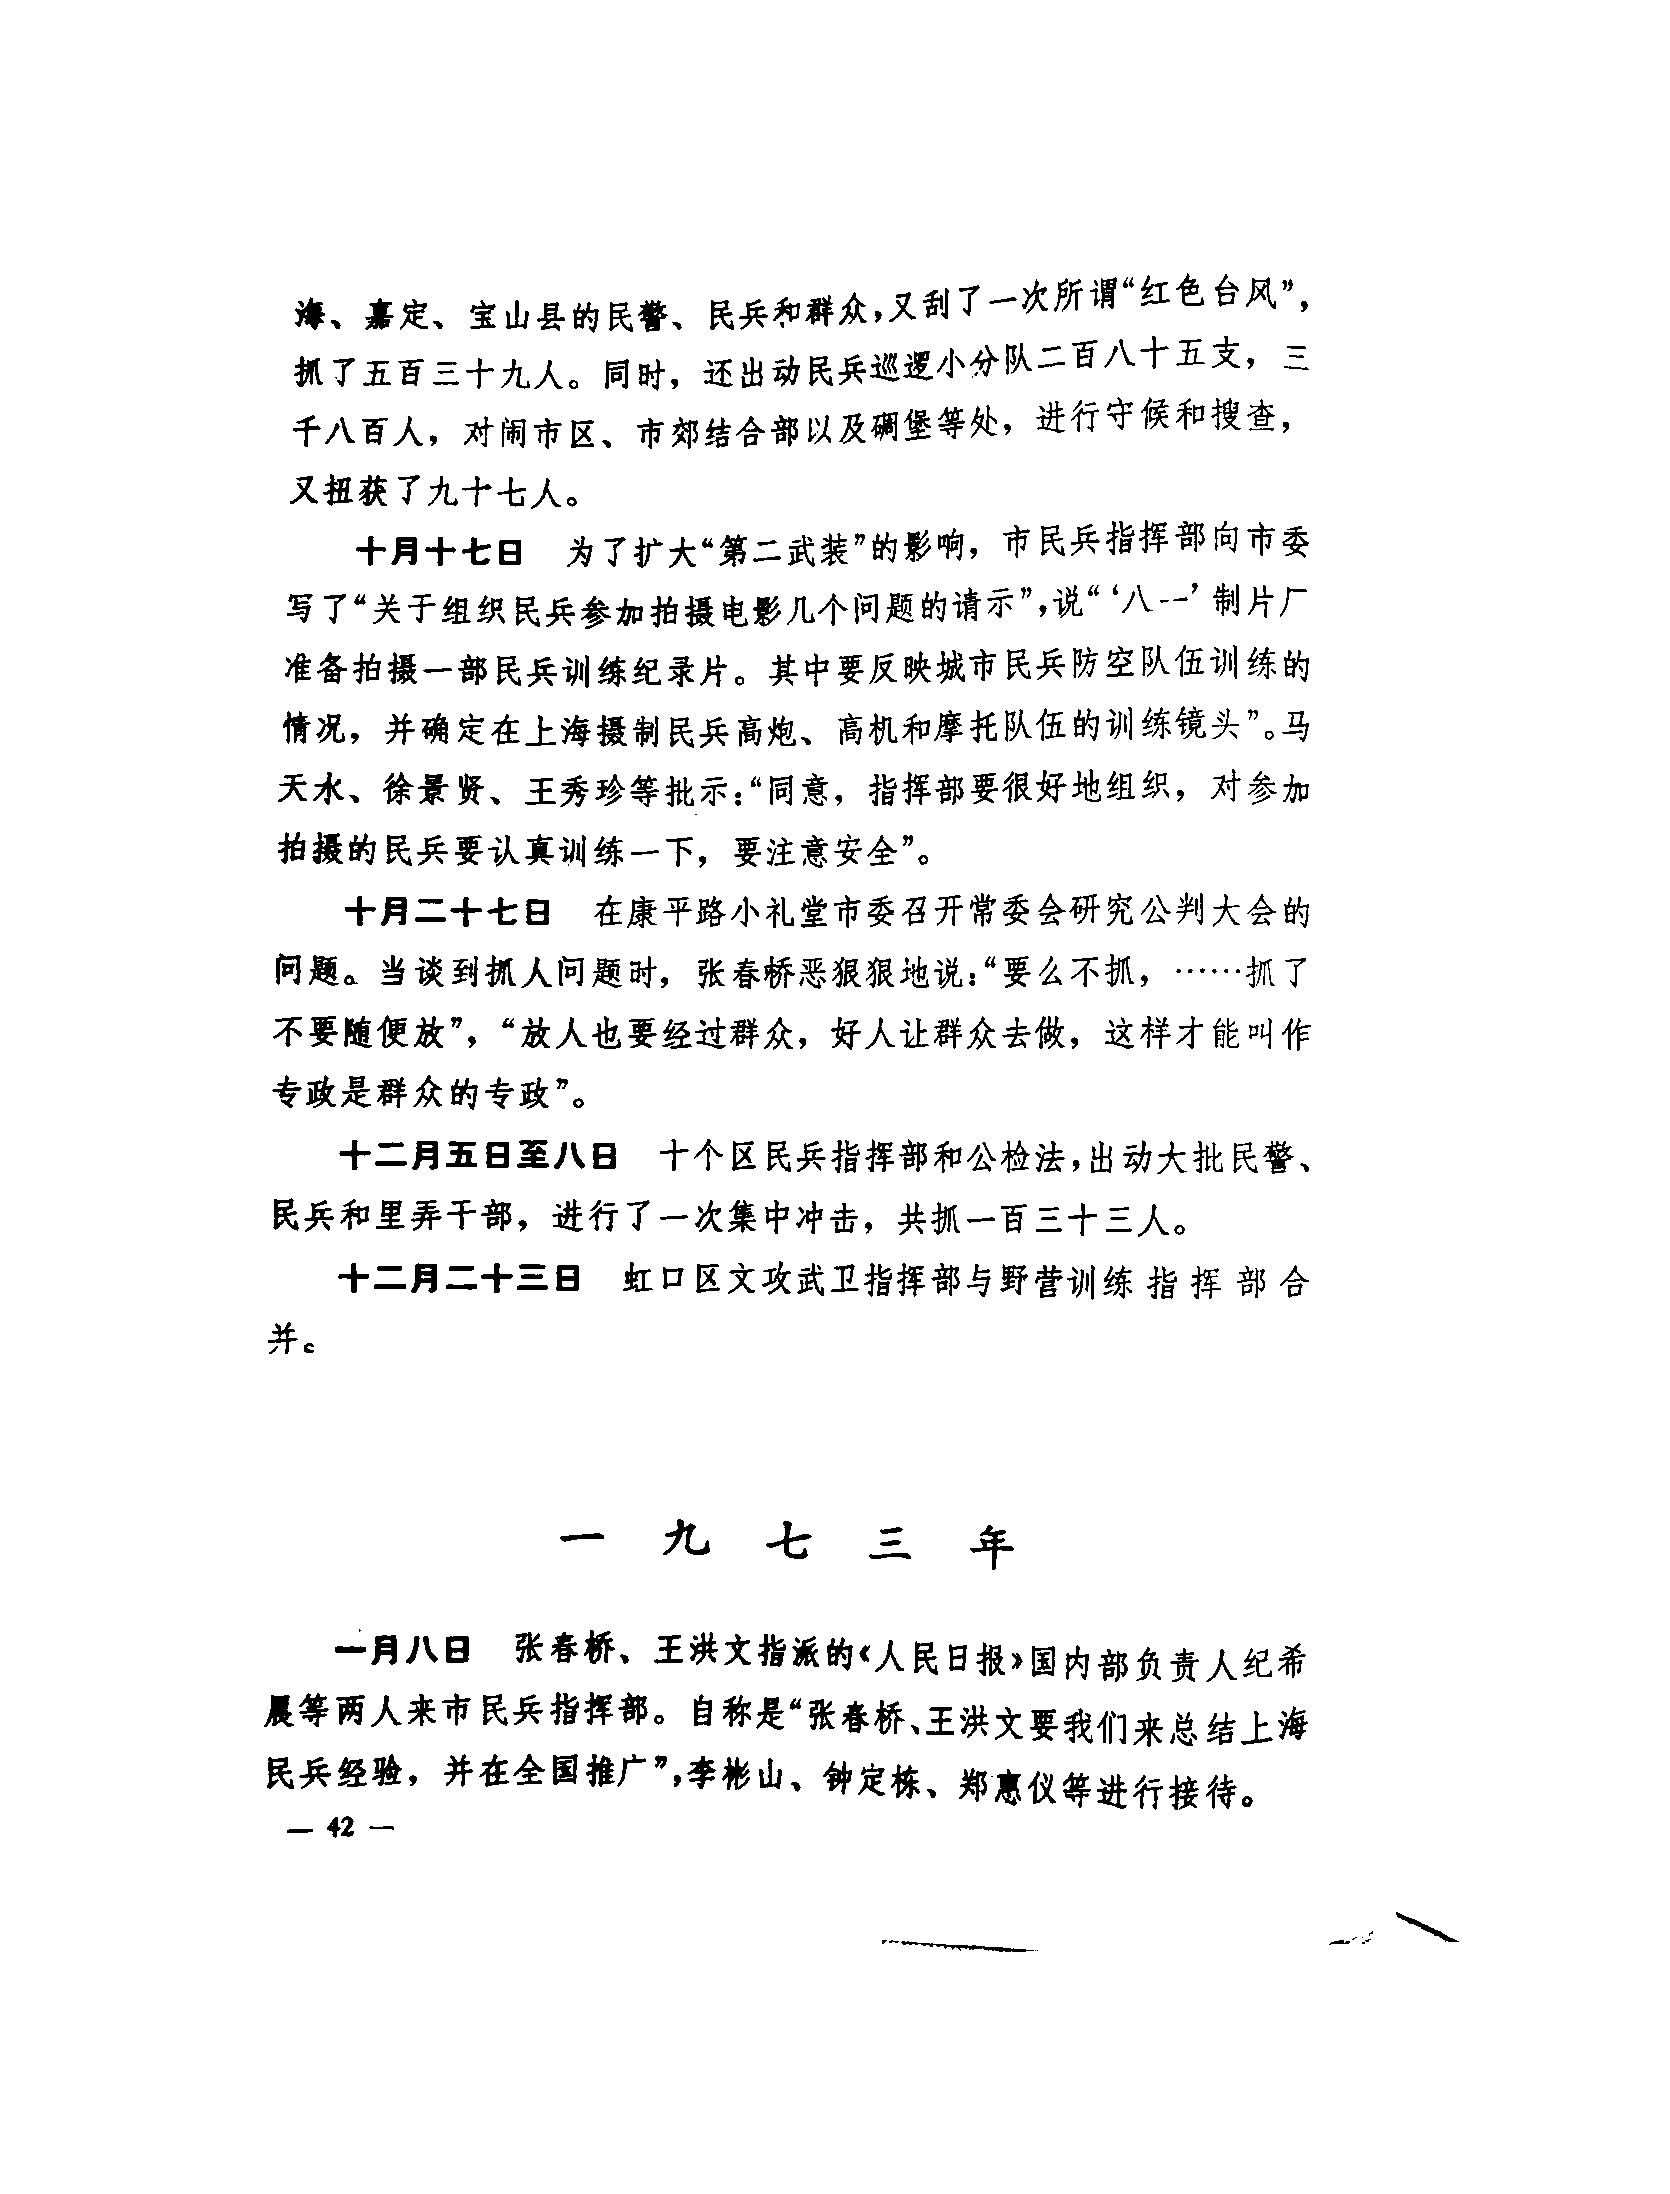 海、嘉定、宝山县的民警、民兵和群众,又刮了一次所谓“红色台风”,
抓了五百三十九人。同时,还出动民兵巡逻小分队二百八十五支,三
千八百人,对闹市区、市郊结合部以及碉堡等处,进行守候和搜查,
又扭获了九十七人。
十月十七日 为了扩大“第二武装”的影响,市民兵指挥部向市委
写了“关于组织民兵参加拍摄电影几个问题的请示”,说“‘八一’制片厂
准备拍摄一部民兵训练纪录片。其中要反映城市民兵防空队伍训练的
情况,并确定在上海摄制民兵高炮、高机和摩托队伍的训练镜头”。马
天水、徐景贤、王秀珍等批示:“同意,指挥部要很好地组织,对参加
拍摄的民兵要认真训练一下,要注意安全”。
十月二十七日 在康平路小礼堂市委召开常委会研究公判大会的
问题。当谈到抓人问题时,张春桥恶狠狠地说:“要么不抓,……抓了
不要随便放”,“放人也要经过群众,好人让群众去做,这样才能叫作
专政是群众的专政”。
十二月五日至八日 十个区民兵指挥部和公检法,出动大批民警、
民兵和里弄干部,进行了一次集中冲击,共抓一百三十三人。
十二月二十三日 虹口区文攻武卫指挥部与野营训练指挥部合
并。
一九七三年
一月八日 张春桥、王洪文指派的《人民日报》国内部负责人纪希
晨等两人来市民兵指挥部。自称是“张春桥、王洪文要我们来总结上海
民兵经验,并在全国推广”,李彬山、钟定栋、郑惠仪等进行接待。
— 42 —